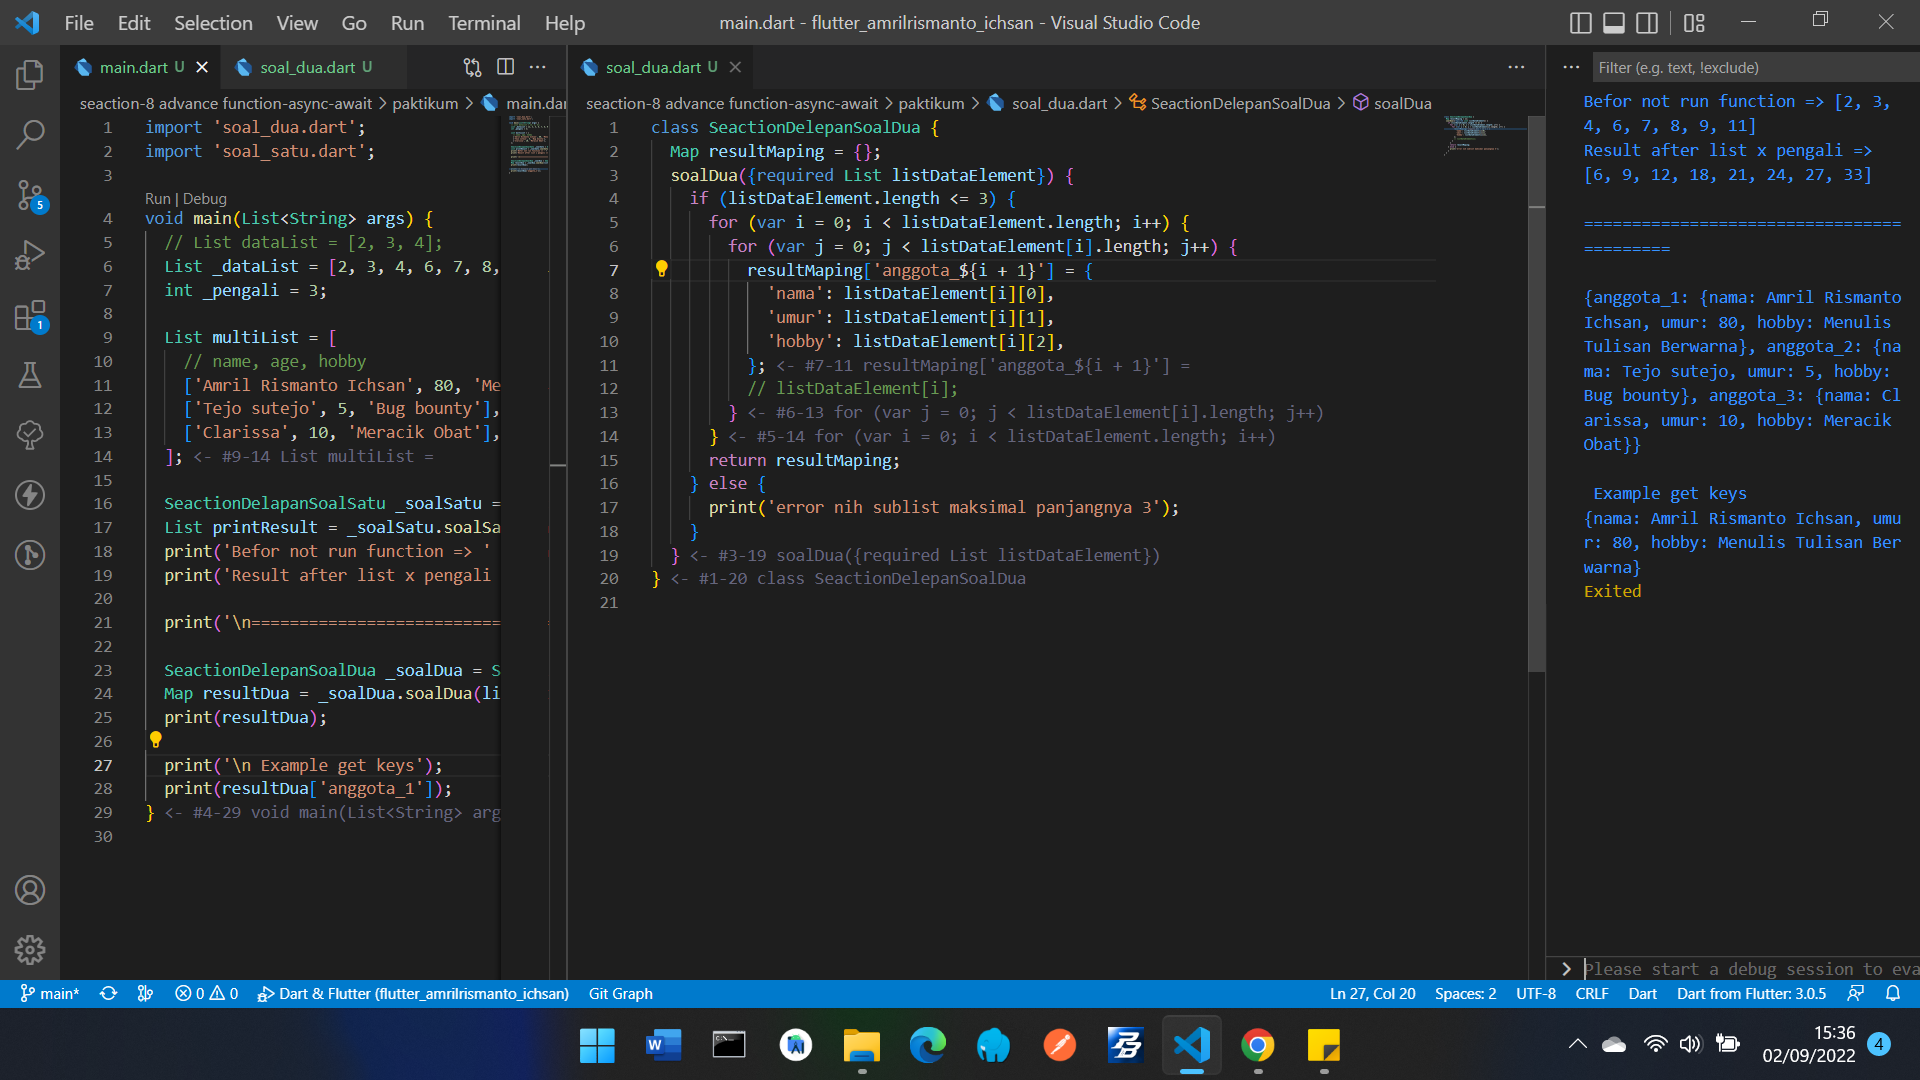 File Edit Selection View Go Run Terminal Help
main.dart - flutter_amrilrismanto_ichsan - Visual Studio Code
main.dart U
soal_dua.dart U
seaction-8 advance function-async-await > paktikum > main.da
1 import 'soal_dua.dart';
2 import 'soal_satu.dart';
3
Run | Debug
4 void main(List<String> args) {
5 // List dataList = [2, 3, 4];
6 List _dataList = [2, 3, 4, 6, 7, 8,
7 int _pengali = 3;
8
9 List multiList = [
10 // name, age, hobby
11 ['Amril Rismanto Ichsan', 80, 'Me
12 ['Tejo sutejo', 5, 'Bug bounty'],
13 ['Clarissa', 10, 'Meracik Obat'],
14 ]; <- #9-14 List multiList =
15
16 SeactionDelapanSoalSatu _soalSatu =
17 List printResult = _soalSatu.soalSa
18 print('Befor not run function => '
19 print('Result after list x pengali
20
21 print('\n==========================
22
23 SeactionDelepanSoalDua _soalDua = S
24 Map resultDua = _soalDua.soalDua(li
25 print(resultDua);
26
27 print('\n Example get keys');
28 print(resultDua['anggota_1']);
29 } <- #4-29 void main(List<String> arg
30
soal_dua.dart U
seaction-8 advance function-async-await > paktikum > soal_dua.dart > SeactionDelepanSoalDua > soalDua
1 class SeactionDelepanSoalDua {
2 Map resultMaping = {};
3 soalDua({required List listDataElement}) {
4 if (listDataElement.length <= 3) {
5 for (var i = 0; i < listDataElement.length; i++) {
6 for (var j = 0; j < listDataElement[i].length; j++) {
7 resultMaping['anggota_${i + 1}'] = {
8 'nama': listDataElement[i][0],
9 'umur': listDataElement[i][1],
10 'hobby': listDataElement[i][2],
11 }; <- #7-11 resultMaping['anggota_${i + 1}'] =
12 // listDataElement[i];
13 } <- #6-13 for (var j = 0; j < listDataElement[i].length; j++)
14 } <- #5-14 for (var i = 0; i < listDataElement.length; i++)
15 return resultMaping;
16 } else {
17 print('error nih sublist maksimal panjangnya 3');
18 }
19 } <- #3-19 soalDua({required List listDataElement})
20 } <- #1-20 class SeactionDelepanSoalDua
21
Filter (e.g. text, !exclude)
Befor not run function => [2, 3,
4, 6, 7, 8, 9, 11]
Result after list x pengali =>
[6, 9, 12, 18, 21, 24, 27, 33]
=================================
=========
{anggota_1: {nama: Amril Rismanto
Ichsan, umur: 80, hobby: Menulis
Tulisan Berwarna}, anggota_2: {na
ma: Tejo sutejo, umur: 5, hobby:
Bug bounty}, anggota_3: {nama: Cl
arissa, umur: 10, hobby: Meracik
Obat}}
Example get keys
{nama: Amril Rismanto Ichsan, umu
r: 80, hobby: Menulis Tulisan Ber
warna}
Exited
Please start a debug session to eva
5
1
main* 0 0 Dart & Flutter (flutter_amrilrismanto_ichsan) Git Graph
Ln 27, Col 20 Spaces: 2 UTF-8 CRLF Dart Dart from Flutter: 3.0.5
15:36
02/09/2022
4